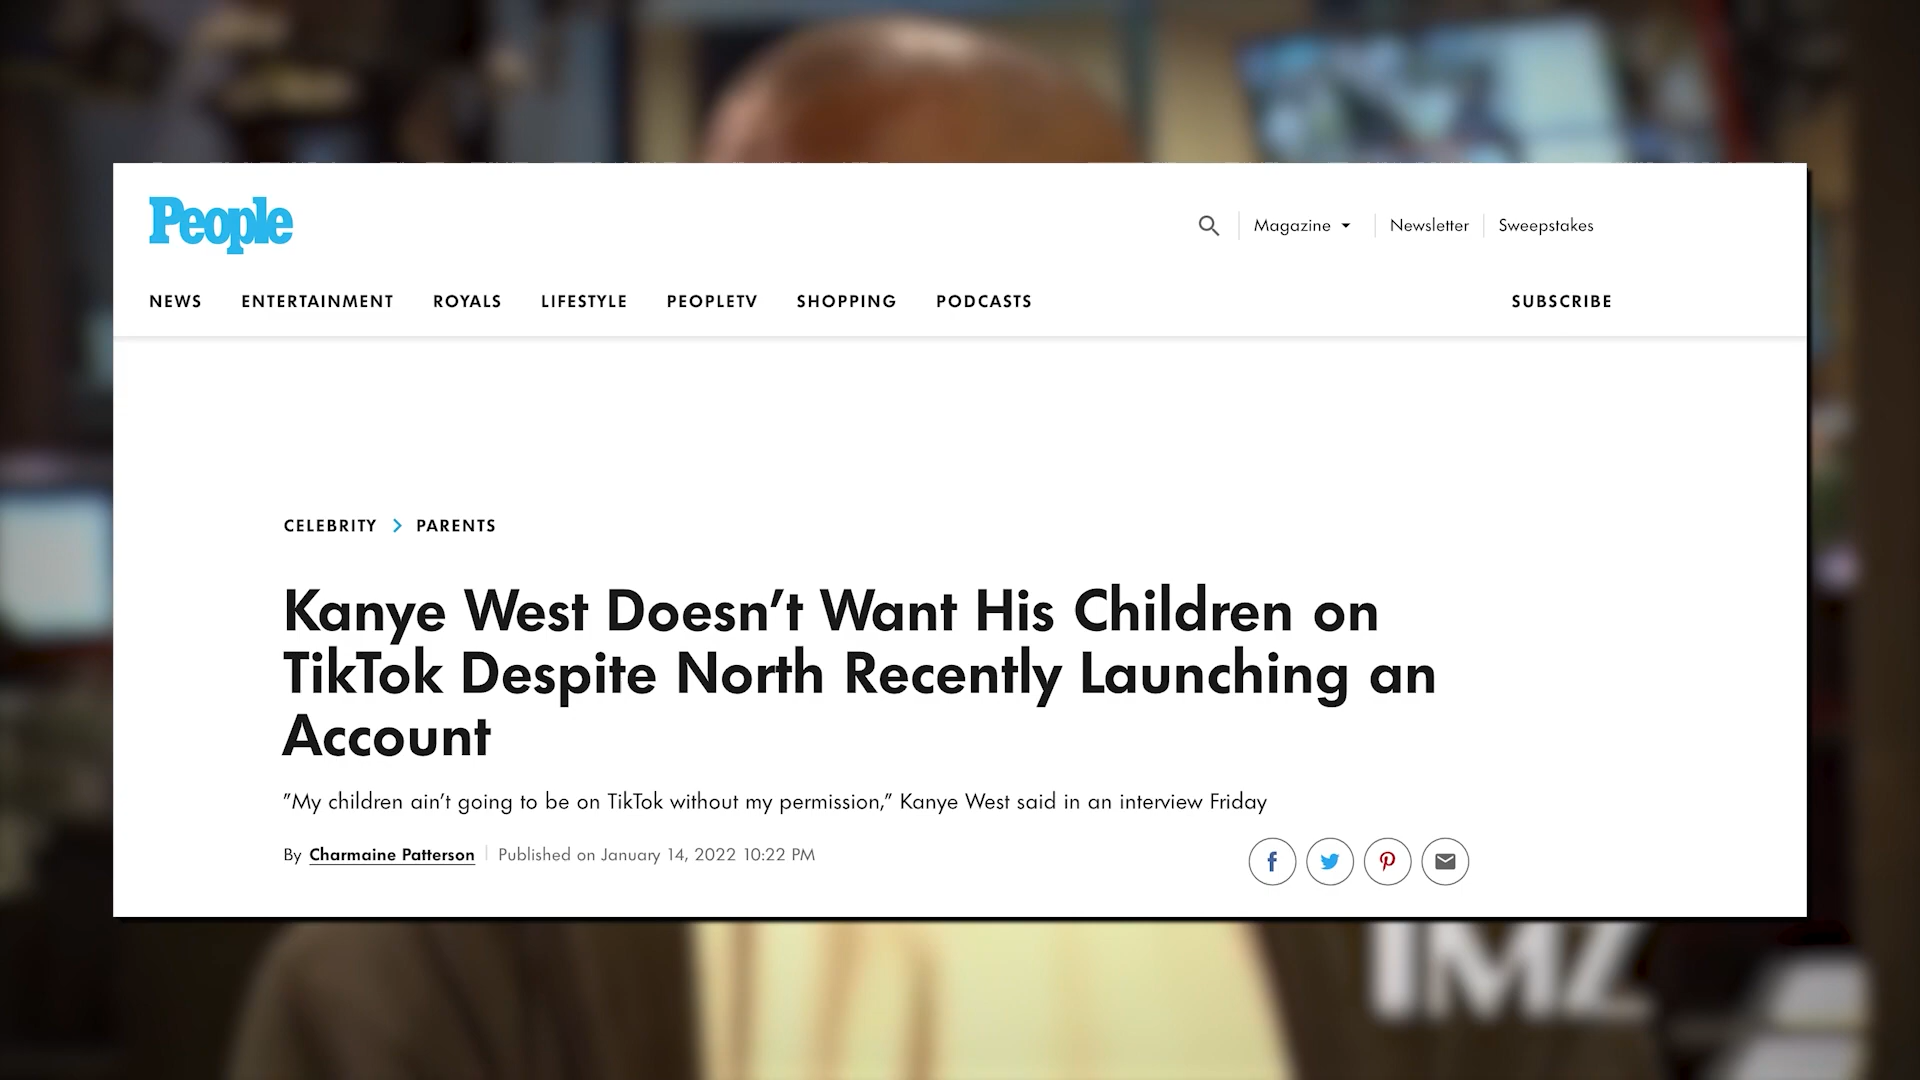 People
Magazine
Newsletter
Sweepstakes
NEWS ENTERTAINMENT ROYALS LIFESTYLE PEOPLETV SHOPPING PODCASTS SUBSCRIBE
CELEBRITY > PARENTS
Kanye West Doesn’t Want His Children on
TikTok Despite North Recently Launching an
Account
”My children ain’t going to be on TikTok without my permission,” Kanye West said in an interview Friday
By Charmaine Patterson | Published on January 14, 2022 10:22 PM
TMZ